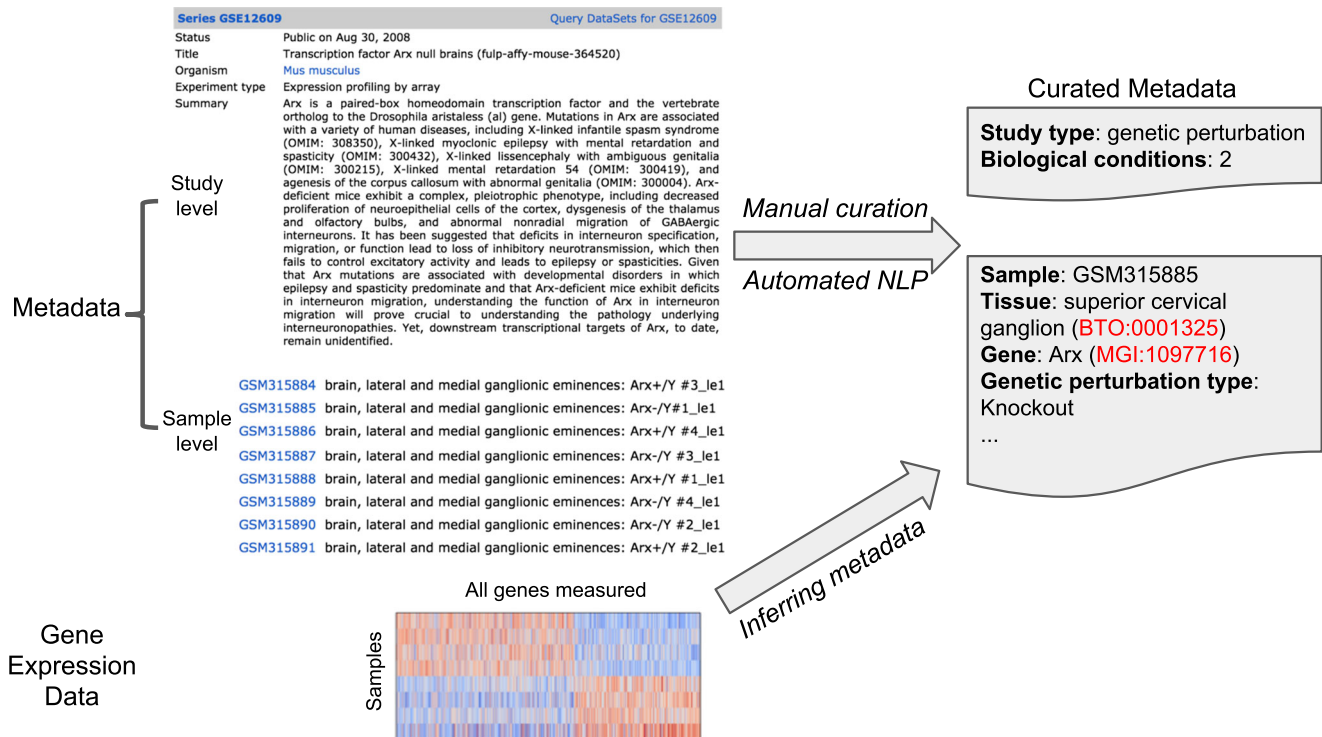 Series GSE12609 Query DataSets for GSE12609
Status Public on Aug 30, 2008
Title Transcription factor Arx null brains (fulp-affy-mouse-364520)
Organism Mus musculus
Experiment type Expression profiling by array
Summary Arx is a paired-box homeodomain transcription factor and the vertebrate
ortholog to the Drosophila aristaless (al) gene. Mutations in Arx are associated
with a variety of human diseases, including X-linked infantile spasm syndrome
(OMIM: 308350), X-linked myoclonic epilepsy with mental retardation and
spasticity (OMIM: 300432), X-linked lissencephaly with ambiguous genitalia
(OMIM: 300215), X-linked mental retardation 54 (OMIM: 300419), and
agenesis of the corpus callosum with abnormal genitalia (OMIM: 300004). Arx-
deficient mice exhibit a complex, pleiotrophic phenotype, including decreased
proliferation of neuroepithelial cells of the cortex, dysgenesis of the thalamus
and olfactory bulbs, and abnormal nonradial migration of GABAergic
interneurons. It has been suggested that deficits in interneuron specification,
migration, or function lead to loss of inhibitory neurotransmission, which then
fails to control excitatory activity and leads to epilepsy or spasticities. Given
that Arx mutations are associated with developmental disorders in which
epilepsy and spasticity predominate and that Arx-deficient mice exhibit deficits
in interneuron migration, understanding the function of Arx in interneuron
migration will prove crucial to understanding the pathology underlying
interneuronopathies. Yet, downstream transcriptional targets of Arx, to date,
remain unidentified.
Metadata
Study
level
Sample
level
GSM315884 brain, lateral and medial ganglionic eminences: Arx+/Y #3_le1
GSM315885 brain, lateral and medial ganglionic eminences: Arx-/Y#1_le1
GSM315886 brain, lateral and medial ganglionic eminences: Arx+/Y #4_le1
GSM315887 brain, lateral and medial ganglionic eminences: Arx-/Y #3_le1
GSM315888 brain, lateral and medial ganglionic eminences: Arx+/Y #1_le1
GSM315889 brain, lateral and medial ganglionic eminences: Arx-/Y #4_le1
GSM315890 brain, lateral and medial ganglionic eminences: Arx-/Y #2_le1
GSM315891 brain, lateral and medial ganglionic eminences: Arx+/Y #2_le1
Manual curation
Automated NLP
Inferring metadata
Curated Metadata
Study type: genetic perturbation
Biological conditions: 2
Sample: GSM315885
Tissue: superior cervical
ganglion (BTO:0001325)
Gene: Arx (MGI:1097716)
Genetic perturbation type:
Knockout
...
Gene
Expression
Data
All genes measured
Samples